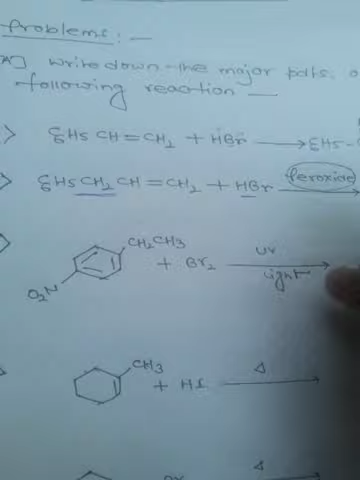 Problems : —
A] Write down the major pdts. o
following reaction —
C6H5 CH=CH2 + HBr → C6H5-
C6H5 CH2 CH=CH2 + HBr Peroxide →
CH2CH3
+ Br2 UV light →
O2N
CH3
+ HI Δ →
Δ